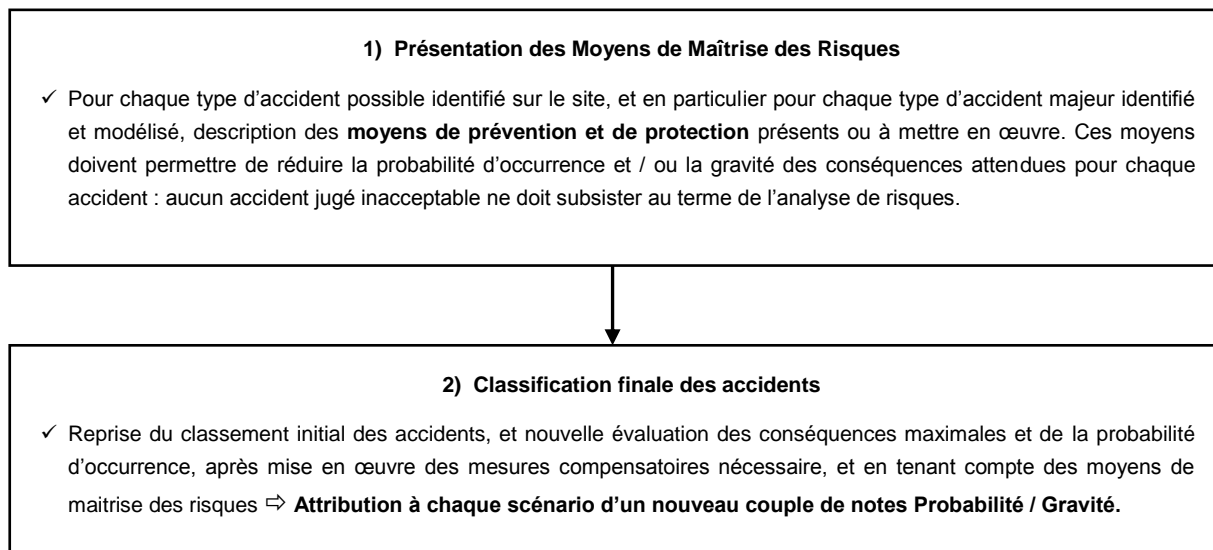 1) Présentation des Moyens de Maîtrise des Risques
✓ Pour chaque type d’accident possible identifié sur le site, et en particulier pour chaque type d’accident majeur identifié
et modélisé, description des moyens de prévention et de protection présents ou à mettre en œuvre. Ces moyens
doivent permettre de réduire la probabilité d’occurrence et / ou la gravité des conséquences attendues pour chaque
accident : aucun accident jugé inacceptable ne doit subsister au terme de l’analyse de risques.
2) Classification finale des accidents
✓ Reprise du classement initial des accidents, et nouvelle évaluation des conséquences maximales et de la probabilité
d’occurrence, après mise en œuvre des mesures compensatoires nécessaire, et en tenant compte des moyens de
maitrise des risques ⇨ Attribution à chaque scénario d’un nouveau couple de notes Probabilité / Gravité.